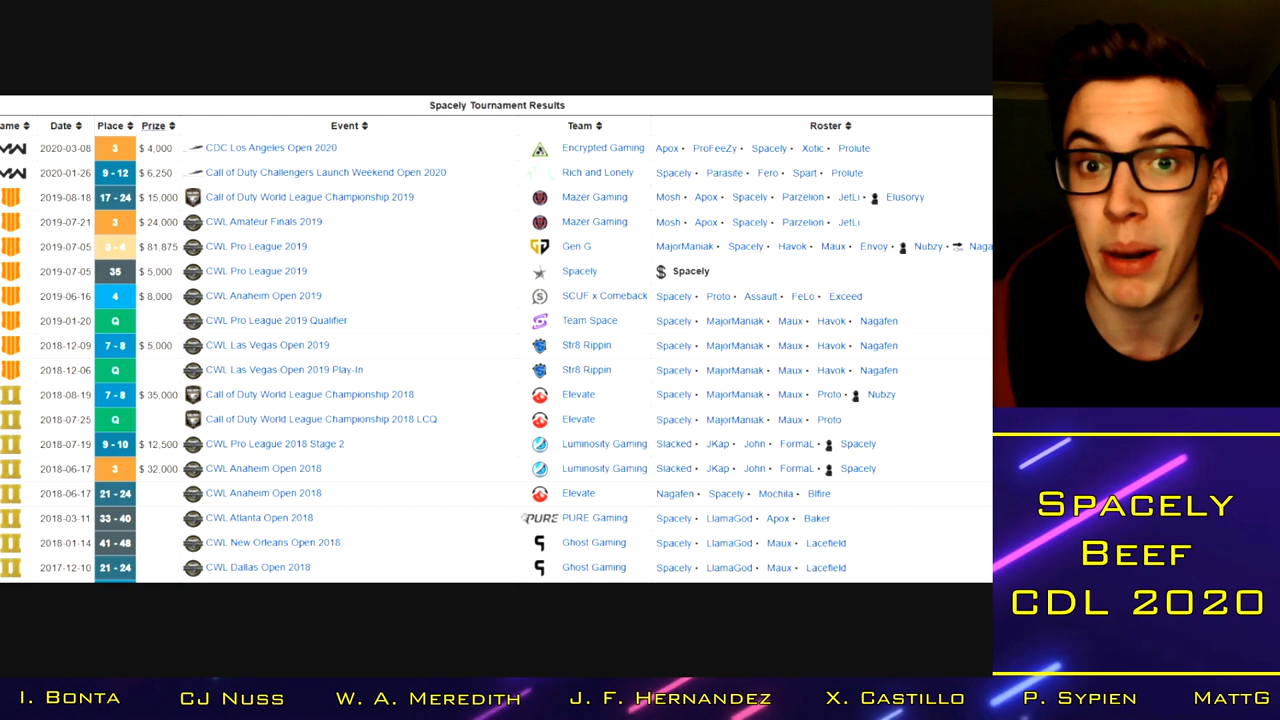 Spacely Tournament Results
ame Date Place Prize Event Team Roster
2020-03-08 3 $ 4,000 CDC Los Angeles Open 2020 Encrypted Gaming Apox • ProFeeZy • Spacely • Xotic • Prolute
2020-01-26 9 - 12 $ 6,250 Call of Duty Challengers Launch Weekend Open 2020 Rich and Lonely Spacely • Parasite • Fero • Spart • Prolute
2019-08-18 17 - 24 $ 15,000 Call of Duty World League Championship 2019 Mazer Gaming Mosh • Apox • Spacely • Parzelion • JetLi • Elusoryy
2019-07-21 3 $ 24,000 CWL Amateur Finals 2019 Mazer Gaming Mosh • Apox • Spacely • Parzelion • JetLi
2019-07-05 3 - 4 $ 81,875 CWL Pro League 2019 Gen G MajorManiak • Spacely • Havok • Maux • Envoy • Nubzy • Naga
2019-07-05 35 $ 5,000 CWL Pro League 2019 Spacely Spacely
2019-06-16 4 $ 8,000 CWL Anaheim Open 2019 SCUF x Comeback Spacely • Proto • Assault • FeLo • Exceed
2019-01-20 Q CWL Pro League 2019 Qualifier Team Space Spacely • MajorManiak • Maux • Havok • Nagafen
2018-12-09 7 - 8 $ 5,000 CWL Las Vegas Open 2019 Str8 Rippin Spacely • MajorManiak • Maux • Havok • Nagafen
2018-12-06 Q CWL Las Vegas Open 2019 Play-In Str8 Rippin Spacely • MajorManiak • Maux • Havok • Nagafen
2018-08-19 7 - 8 $ 35,000 Call of Duty World League Championship 2018 Elevate Spacely • MajorManiak • Maux • Proto • Nubzy
2018-07-25 Q Call of Duty World League Championship 2018 LCQ Elevate Spacely • MajorManiak • Maux • Proto
2018-07-19 9 - 10 $ 12,500 CWL Pro League 2018 Stage 2 Luminosity Gaming Slacked • JKap • John • FormaL • Spacely
2018-06-17 3 $ 32,000 CWL Anaheim Open 2018 Luminosity Gaming Slacked • JKap • John • FormaL • Spacely
2018-06-17 21 - 24 CWL Anaheim Open 2018 Elevate Nagafen • Spacely • Mochila • Blfire
2018-03-11 33 - 40 CWL Atlanta Open 2018 PURE PURE Gaming Spacely • LlamaGod • Apox • Baker
2018-01-14 41 - 48 CWL New Orleans Open 2018 Ghost Gaming Spacely • LlamaGod • Maux • Lacefield
2017-12-10 21 - 24 CWL Dallas Open 2018 Ghost Gaming Spacely • LlamaGod • Maux • Lacefield
Spacely
Beef
CDL 2020
I. Bonta CJ Nuss W. A. Meredith J. F. Hernandez X. Castillo P. Sypien MattG